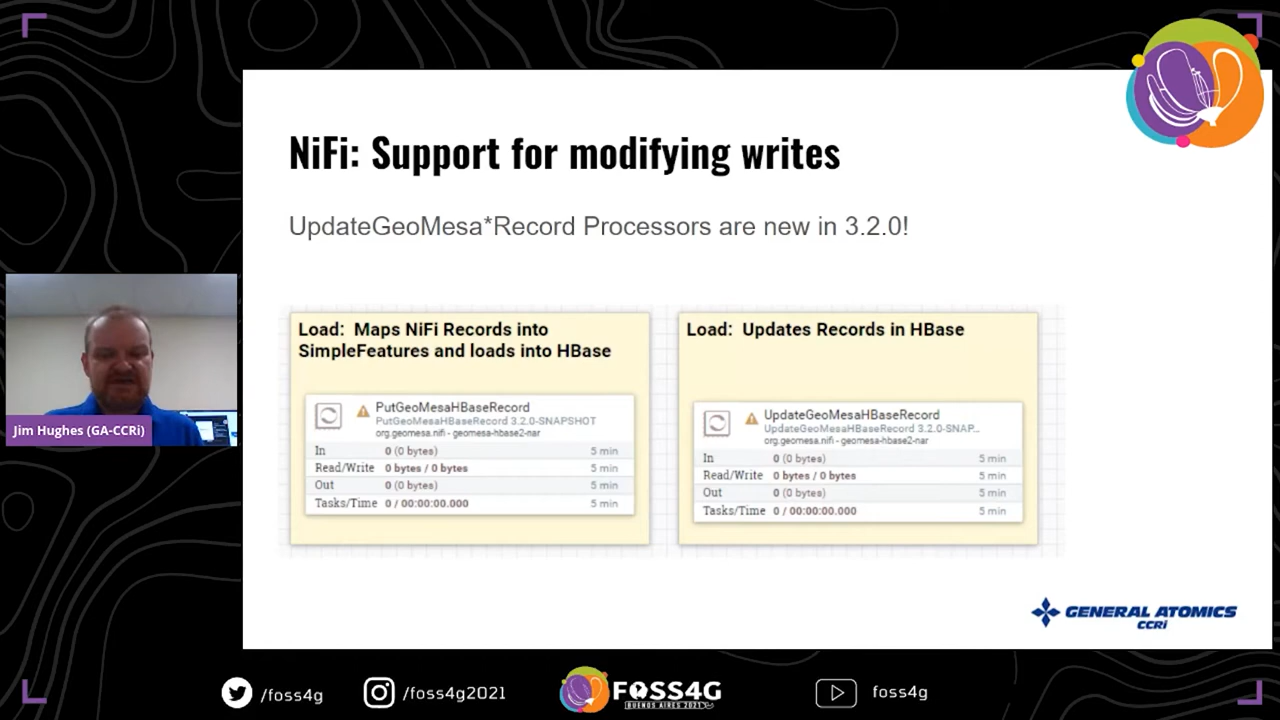 NiFi: Support for modifying writes
UpdateGeoMesa*Record Processors are new in 3.2.0!
Load: Maps NiFi Records into
SimpleFeatures and loads into HBase
PutGeoMesaHBaseRecord
PutGeoMesaHBaseRecord 3.2.0-SNAPSHOT
org.geomesa.nifi - geomesa-hbase2-nar
In 0 (0 bytes) 5 min
Read/Write 0 bytes / 0 bytes 5 min
Out 0 (0 bytes) 5 min
Tasks/Time 0 / 00:00:00.000 5 min
Load: Updates Records in HBase
UpdateGeoMesaHBaseRecord
UpdateGeoMesaHBaseRecord 3.2.0-SNAP...
org.geomesa.nifi - geomesa-hbase2-nar
In 0 (0 bytes) 5 min
Read/Write 0 bytes / 0 bytes 5 min
Out 0 (0 bytes) 5 min
Tasks/Time 0 / 00:00:00.000 5 min
Jim Hughes (GA-CCRi)
GENERAL ATOMICS
CCRi
/foss4g
/foss4g2021
FOSS4G
BUENOS AIRES 2021
foss4g